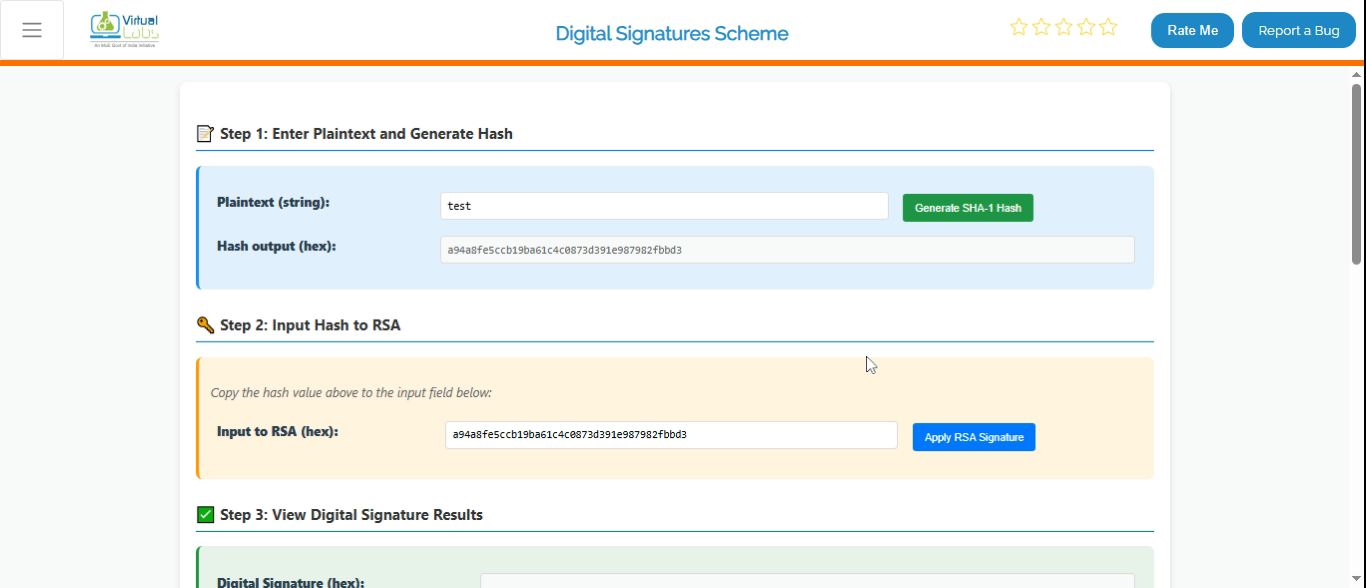 Virtual
Labs
An MoE Govt of India Initiative
Digital Signatures Scheme
Rate Me
Report a Bug
Step 1: Enter Plaintext and Generate Hash
Plaintext (string):
test
Generate SHA-1 Hash
Hash output (hex):
a94a8fe5ccb19ba61c4c0873d391e987982fbbd3
Step 2: Input Hash to RSA
Copy the hash value above to the input field below:
Input to RSA (hex):
a94a8fe5ccb19ba61c4c0873d391e987982fbbd3
Apply RSA Signature
Step 3: View Digital Signature Results
Digital Signature (hex):